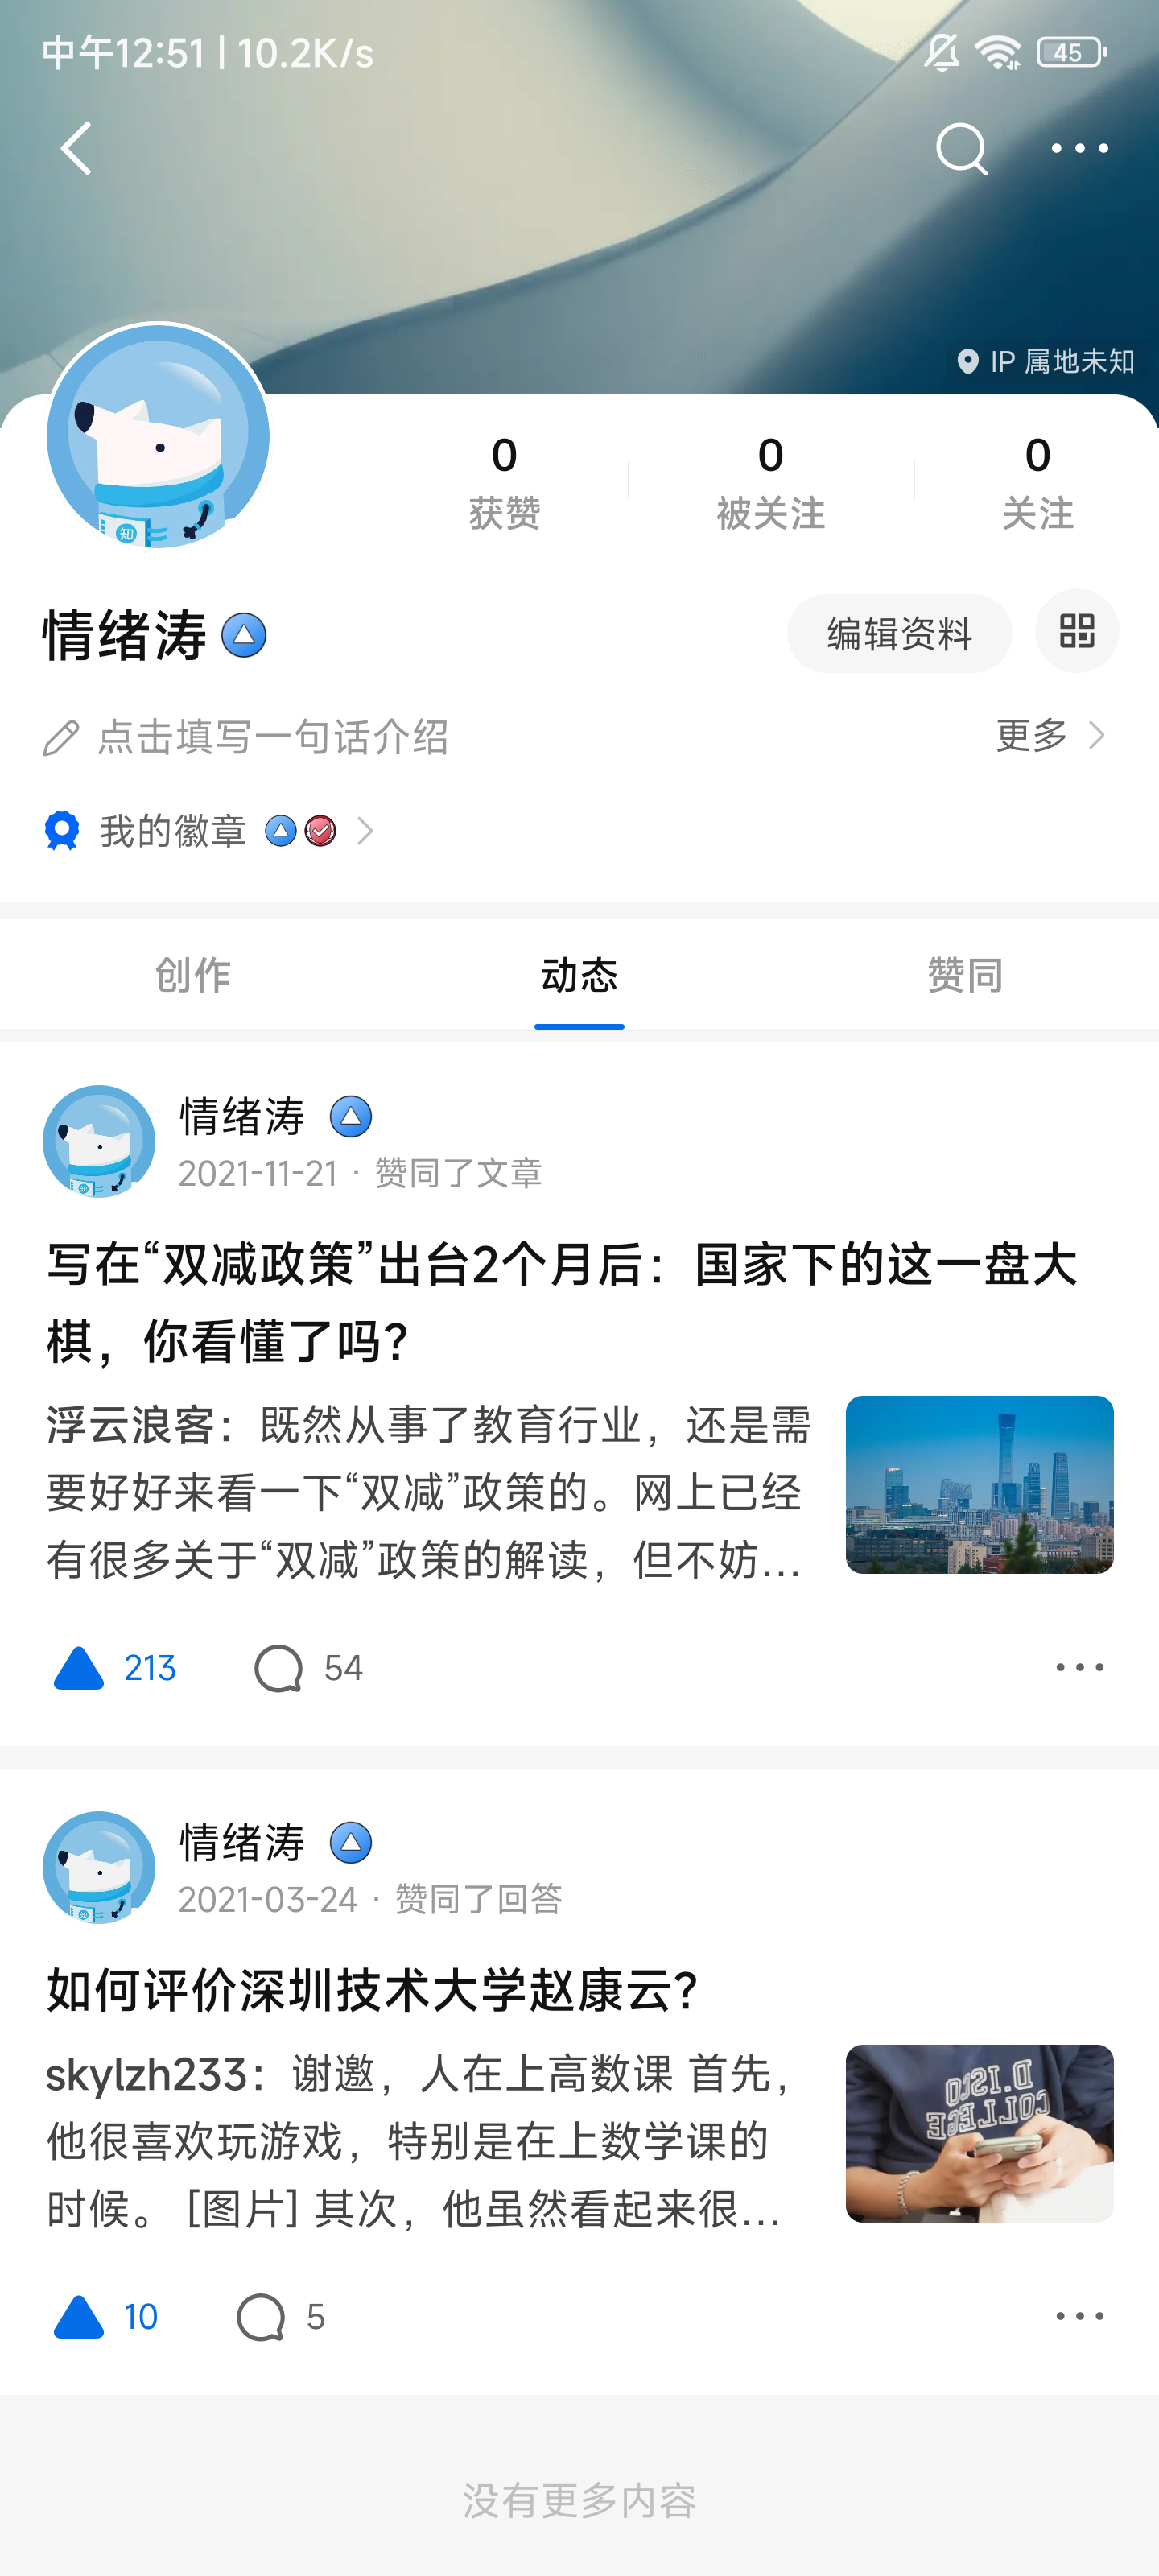 中午12:51 | 10.2K/s
45
IP 属地未知
知
0 0 0
获赞 被关注 关注
情绪涛 编辑资料
点击填写一句话介绍 更多
我的徽章
创作 动态 赞同
情绪涛
2021-11-21 · 赞同了文章
写在“双减政策”出台2个月后：国家下的这一盘大
棋，你看懂了吗？
浮云浪客：既然从事了教育行业，还是需
要好好来看一下“双减”政策的。网上已经
有很多关于“双减”政策的解读，但不妨...
213 54
情绪涛
2021-03-24 · 赞同了回答
如何评价深圳技术大学赵康云？
skylzh233：谢邀，人在上高数课 首先，
他很喜欢玩游戏，特别是在上数学课的
时候。 [图片] 其次，他虽然看起来很...
D.ISCI
COLLEGE
10 5
没有更多内容